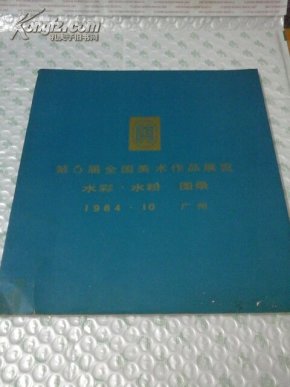 Kongfz.com
孔夫子旧书网
第6届全国美术作品展览
水彩·水粉 图录
1984·10 广州